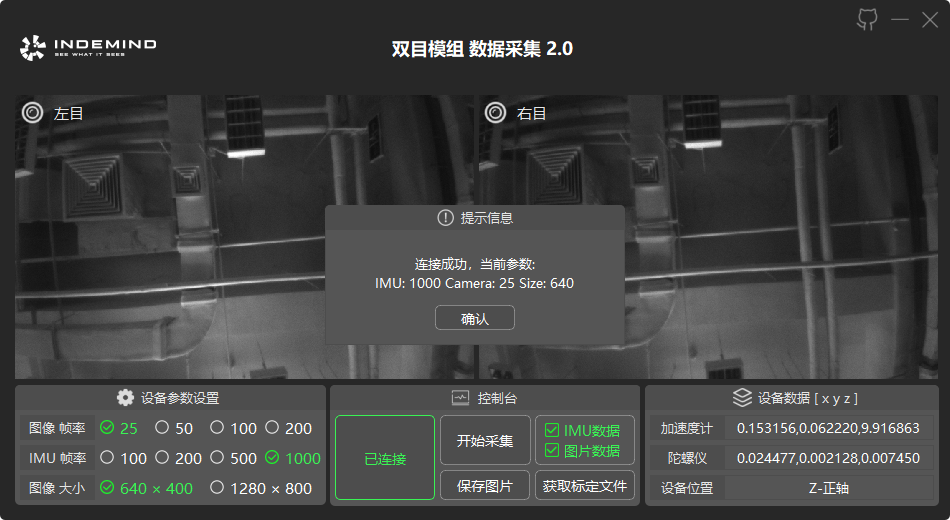 INDEMIND
SEE WHAT IT SEES
双目模组 数据采集 2.0
左目
右目
提示信息
连接成功，当前参数:
IMU: 1000 Camera: 25 Size: 640
确认
设备参数设置
图像 帧率 25 50 100 200
IMU 帧率 100 200 500 1000
图像 大小 640 × 400 1280 × 800
控制台
已连接
开始采集
IMU数据
图片数据
保存图片
获取标定文件
设备数据 [ x y z ]
加速度计 0.153156,0.062220,9.916863
陀螺仪 0.024477,0.002128,0.007450
设备位置 Z-正轴